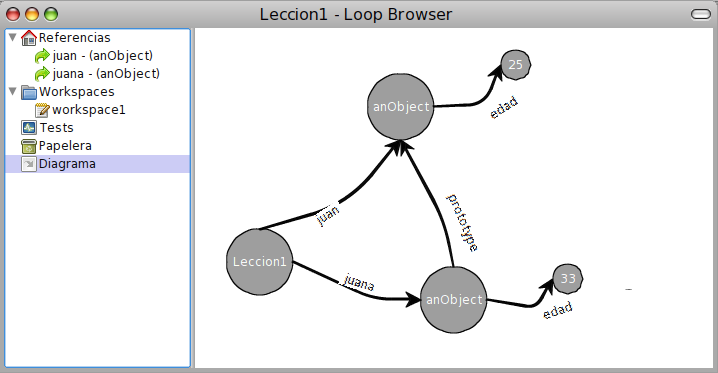 Leccion1 - Loop Browser
Referencias
juan - (anObject)
juana - (anObject)
Workspaces
workspace1
Tests
Papelera
Diagrama
25
anObject
edad
juan
prototype
Leccion1
juana
anObject
33
edad